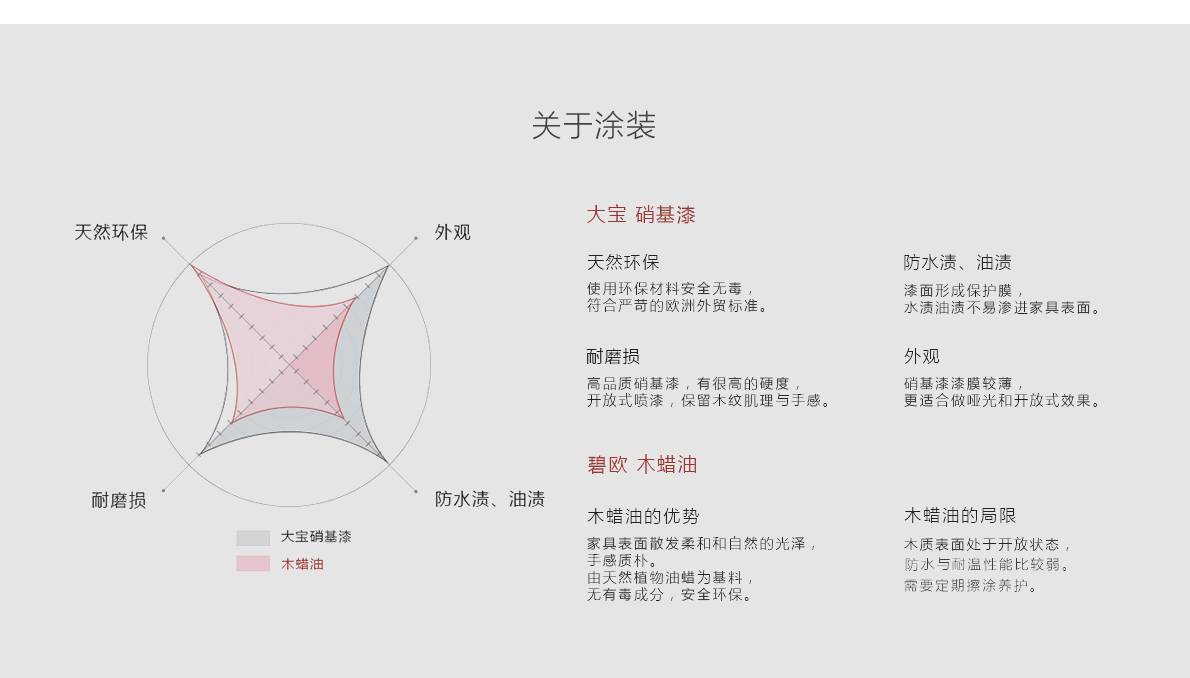 关于涂装
天然环保
外观
耐磨损
防水渍、油渍
大宝硝基漆
木蜡油
大宝 硝基漆
天然环保
使用环保材料安全无毒，
符合严苛的欧洲外贸标准。
防水渍、油渍
漆面形成保护膜，
水渍油渍不易渗进家具表面。
耐磨损
高品质硝基漆，有很高的硬度，
开放式喷漆，保留木纹肌理与手感。
外观
硝基漆漆膜较薄，
更适合做哑光和开放式效果。
碧欧 木蜡油
木蜡油的优势
家具表面散发柔和和自然的光泽，
手感质朴。
由天然植物油蜡为基料，
无有毒成分，安全环保。
木蜡油的局限
木质表面处于开放状态，
防水与耐温性能比较弱。
需要定期擦涂养护。